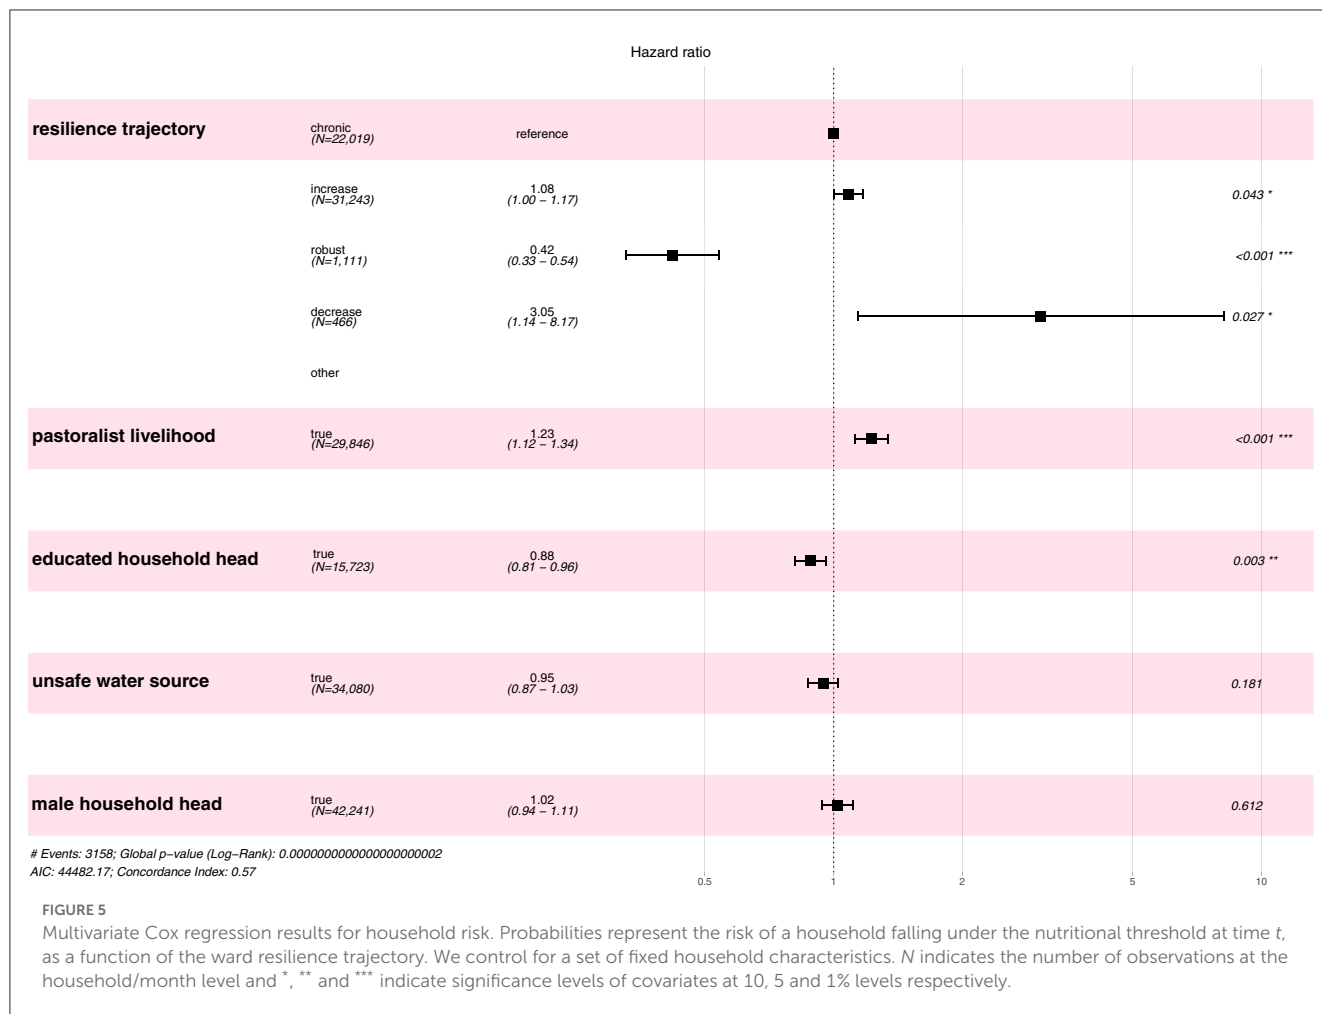 Hazard ratio
resilience trajectory chronic (N=22,019) reference
increase (N=31,243) 1.08 (1.00 − 1.17) 0.043 *
robust (N=1,111) 0.42 (0.33 − 0.54) <0.001 ***
decrease (N=466) 3.05 (1.14 − 8.17) 0.027 *
other
pastoralist livelihood true (N=29,846) 1.23 (1.12 − 1.34) <0.001 ***
educated household head true (N=15,723) 0.88 (0.81 − 0.96) 0.003 **
unsafe water source true (N=34,080) 0.95 (0.87 − 1.03) 0.181
male household head true (N=42,241) 1.02 (0.94 − 1.11) 0.612
# Events: 3158; Global p−value (Log−Rank): 0.0000000000000000000002
AIC: 44482.17; Concordance Index: 0.57
0.5 1 2 5 10
FIGURE 5
Multivariate Cox regression results for household risk. Probabilities represent the risk of a household falling under the nutritional threshold at time t,
as a function of the ward resilience trajectory. We control for a set of fixed household characteristics. N indicates the number of observations at the
household/month level and *, ** and *** indicate significance levels of covariates at 10, 5 and 1% levels respectively.